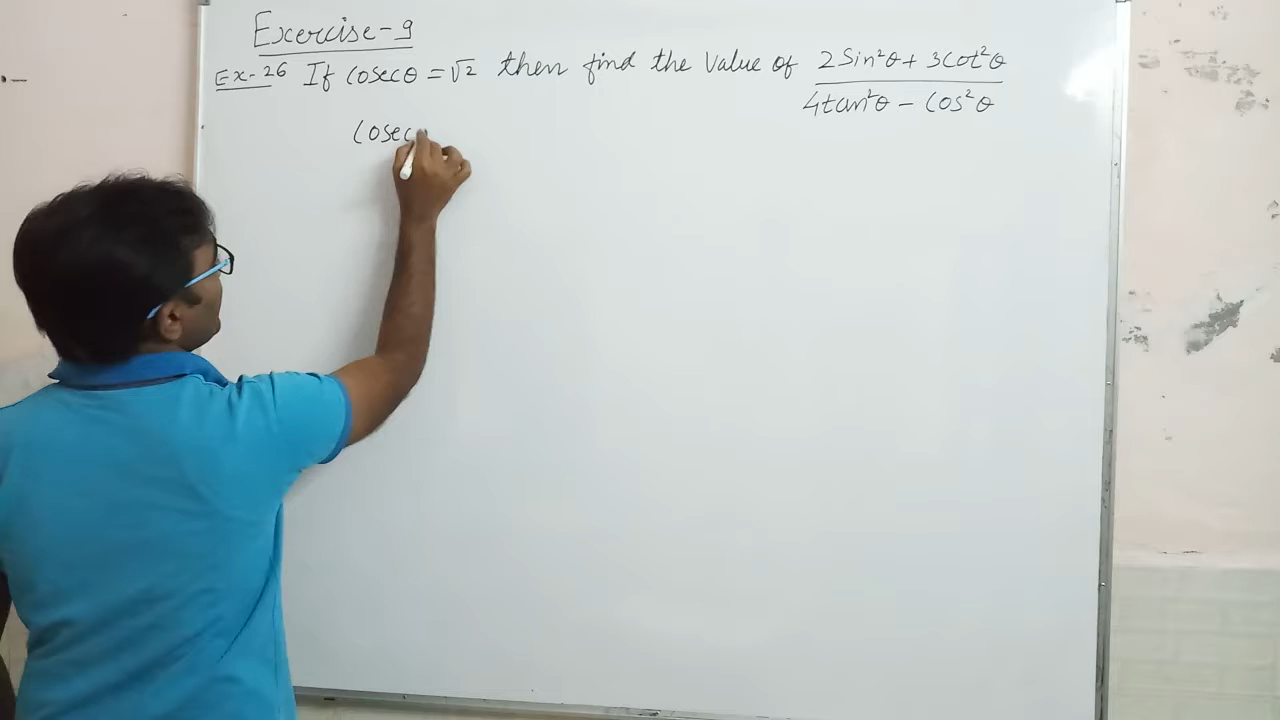 Exercise-9
Ex-26 If Cosecθ = √2 then find the Value of (2Sin²θ + 3Cot²θ)/(4tan²θ - Cos²θ)
Cosec